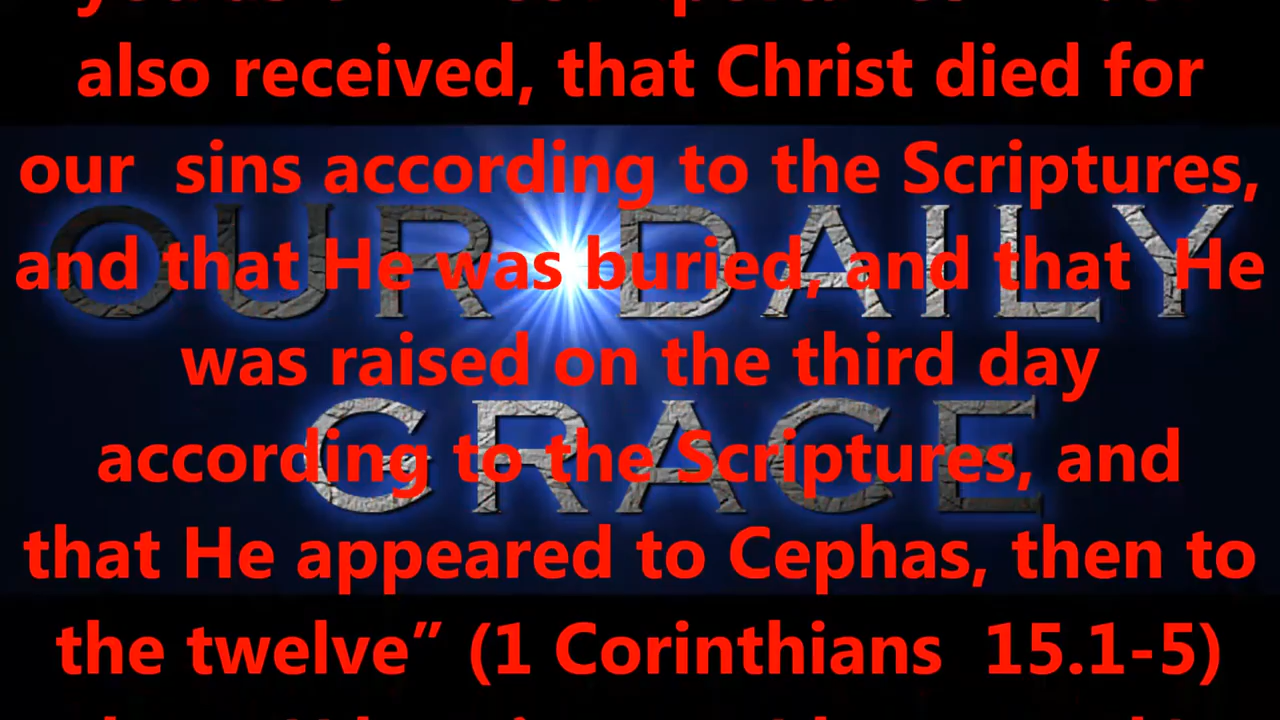 also received, that Christ died for
our sins according to the Scriptures,
OUR DAILY
and that He was buried, and that He
was raised on the third day
GRACE
according to the Scriptures, and
that He appeared to Cephas, then to
the twelve” (1 Corinthians 15.1-5)